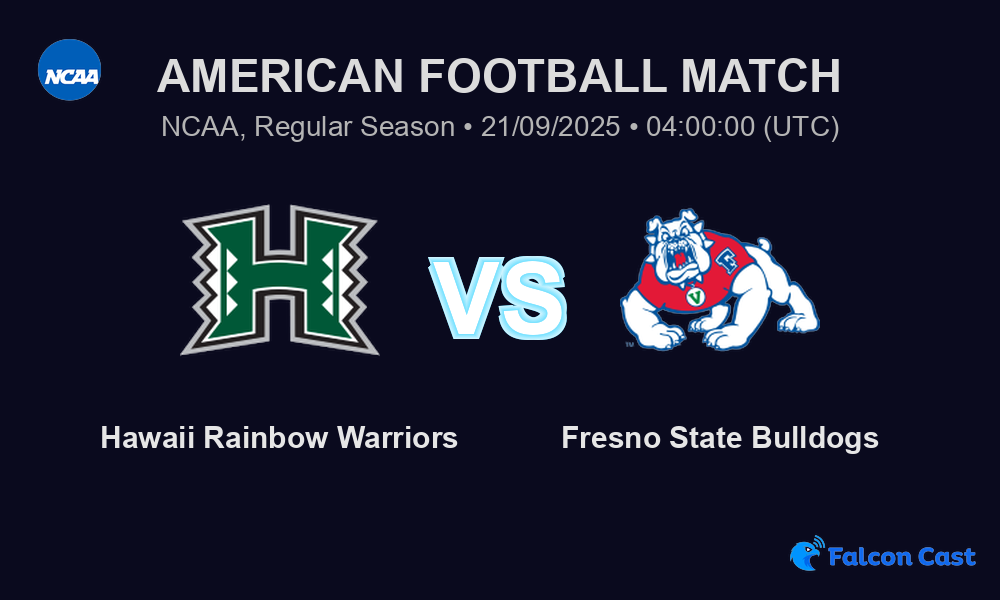 NCAA
AMERICAN FOOTBALL MATCH
NCAA, Regular Season • 21/09/2025 • 04:00:00 (UTC)
H
VS
F
V
TM
Hawaii Rainbow Warriors
Fresno State Bulldogs
Falcon Cast